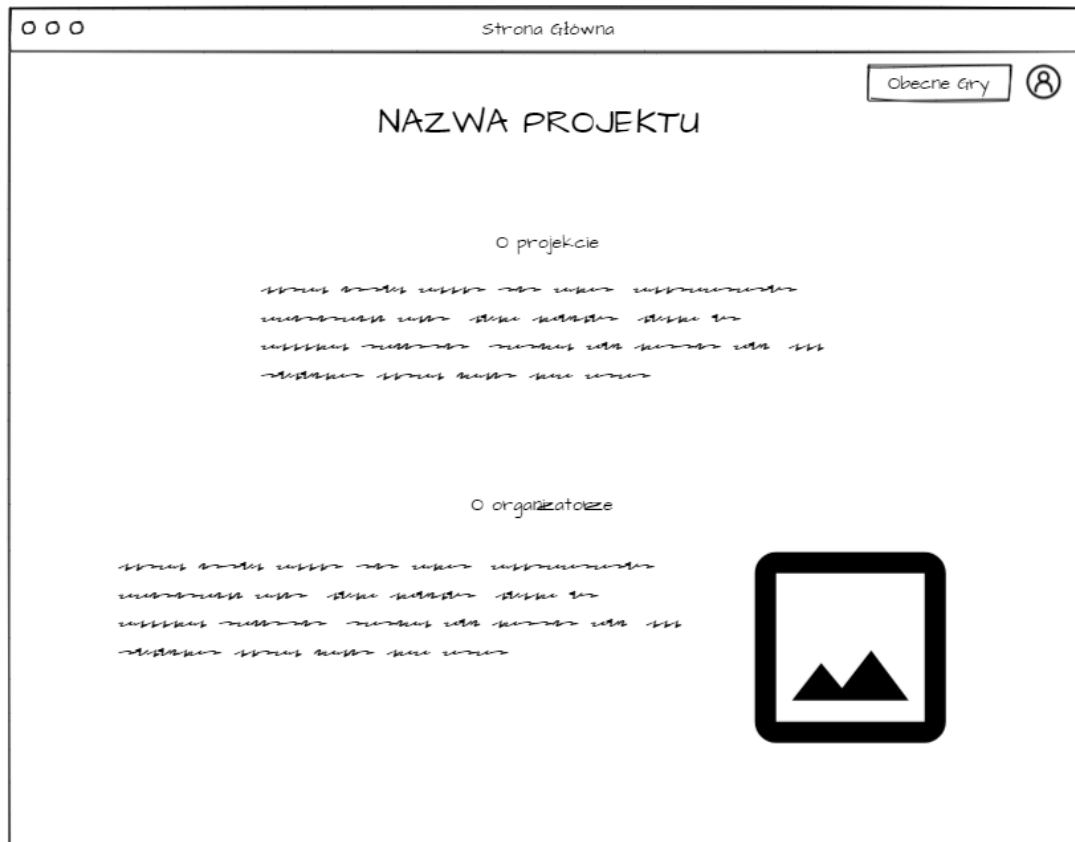 Strona Główna
Obecne Gry
NAZWA PROJEKTU
O projekcie
O organizatorze